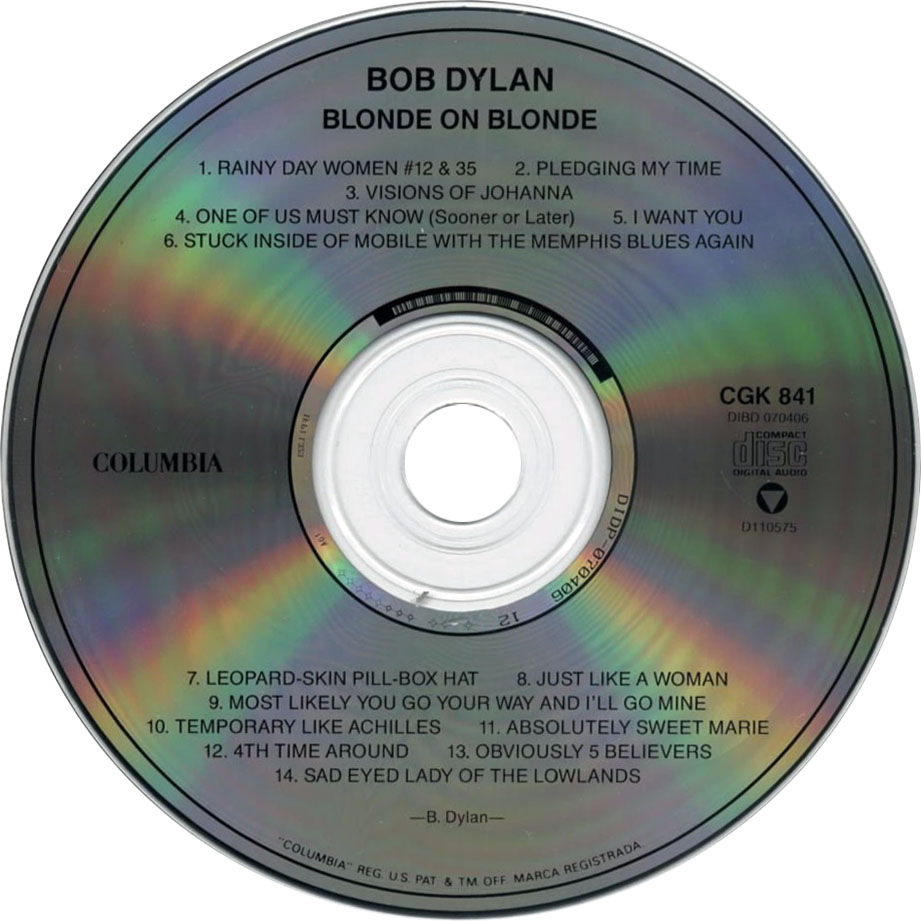 BOB DYLAN
BLONDE ON BLONDE
1. RAINY DAY WOMEN #12 & 35 2. PLEDGING MY TIME
3. VISIONS OF JOHANNA
4. ONE OF US MUST KNOW (Sooner or Later) 5. I WANT YOU
6. STUCK INSIDE OF MOBILE WITH THE MEMPHIS BLUES AGAIN
COLUMBIA
CGK 841
DIBD 070406
COMPACT
disc
DIGITAL AUDIO
D110575
DIDP-070406 12
7. LEOPARD-SKIN PILL-BOX HAT 8. JUST LIKE A WOMAN
9. MOST LIKELY YOU GO YOUR WAY AND I'LL GO MINE
10. TEMPORARY LIKE ACHILLES 11. ABSOLUTELY SWEET MARIE
12. 4TH TIME AROUND 13. OBVIOUSLY 5 BELIEVERS
14. SAD EYED LADY OF THE LOWLANDS
—B. Dylan—
"COLUMBIA" REG. U.S. PAT. & TM. OFF. MARCA REGISTRADA.